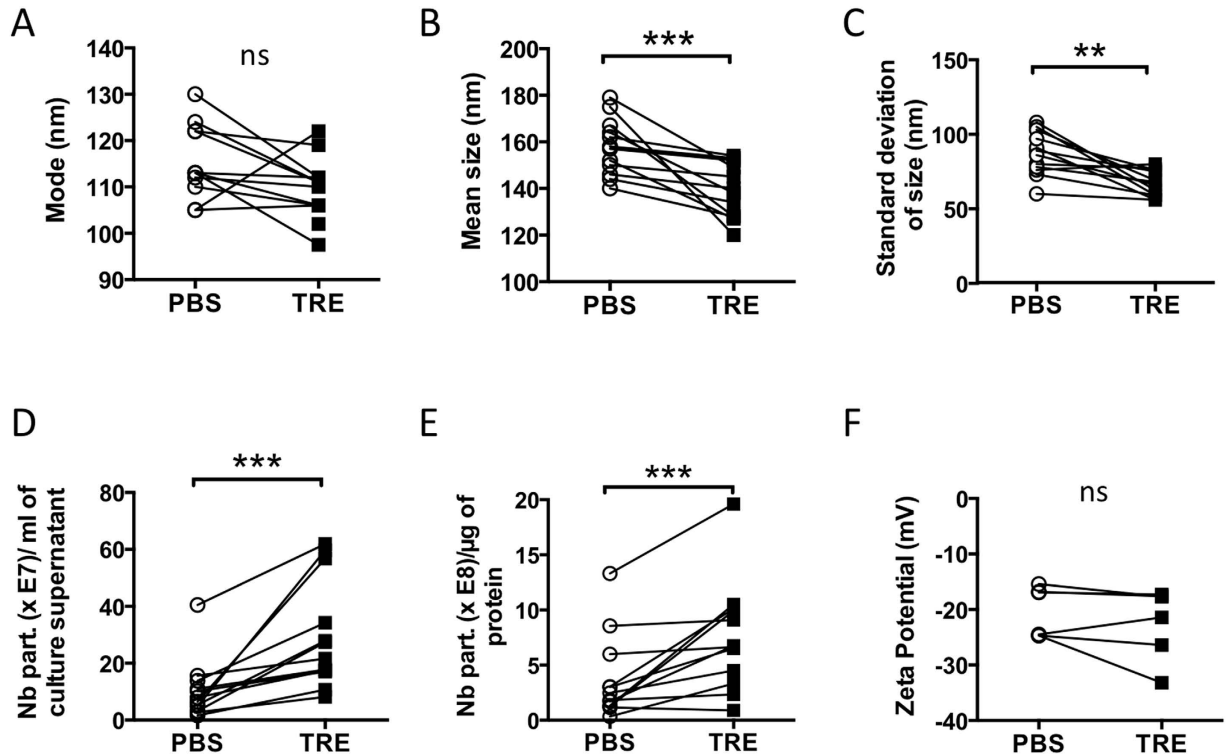 A
ns
Mode (nm)
140
130
120
110
100
90
PBS TRE
B
***
Mean size (nm)
200
180
160
140
120
100
PBS TRE
C
**
Standard deviation
of size (nm)
150
100
50
0
PBS TRE
D
***
Nb part. (x E7)/ ml of
culture supernatant
80
60
40
20
0
PBS TRE
E
***
Nb part. (x E8)/µg of
protein
20
15
10
5
0
PBS TRE
F
ns
Zeta Potential (mV)
0
-10
-20
-30
-40
PBS TRE